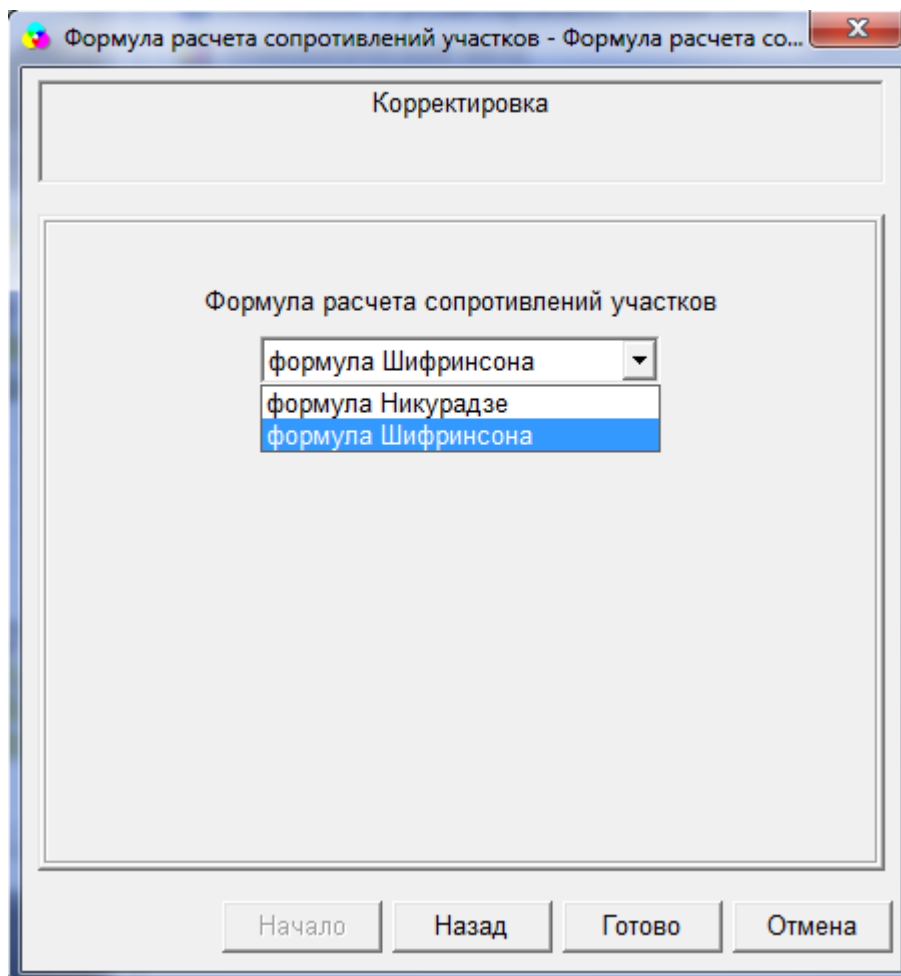 Формула расчета сопротивлений участков - Формула расчета со...
Корректировка
Формула расчета сопротивлений участков
формула Шифринсона
формула Никурадзе
формула Шифринсона
Начало Назад Готово Отмена